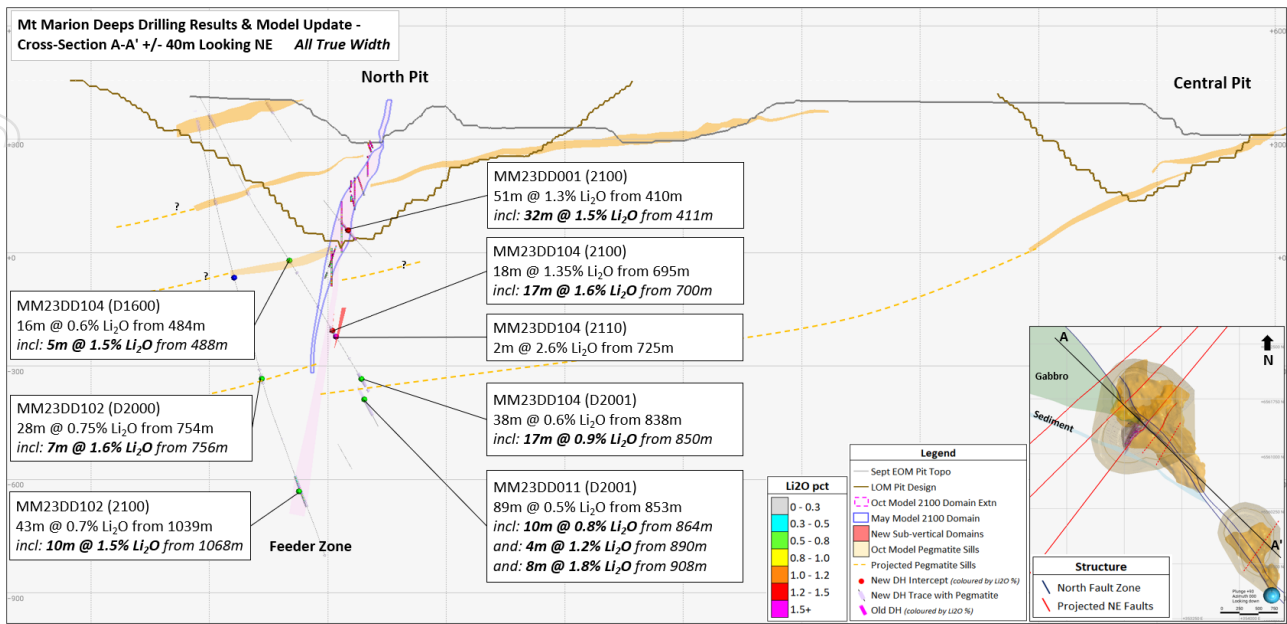 Mt Marion Deeps Drilling Results & Model Update -
Cross-Section A-A' +/- 40m Looking NE All True Width
+600
North Pit
Central Pit
+300
+300
MM23DD001 (2100)
51m @ 1.3% Li₂O from 410m
incl: 32m @ 1.5% Li₂O from 411m
?
MM23DD104 (2100)
18m @ 1.35% Li₂O from 695m
incl: 17m @ 1.6% Li₂O from 700m
+0
+0
?
?
MM23DD104 (D1600)
16m @ 0.6% Li₂O from 484m
incl: 5m @ 1.5% Li₂O from 488m
MM23DD104 (2110)
2m @ 2.6% Li₂O from 725m
-300
MM23DD102 (D2000)
28m @ 0.75% Li₂O from 754m
incl: 7m @ 1.6% Li₂O from 756m
MM23DD104 (D2001)
38m @ 0.6% Li₂O from 838m
incl: 17m @ 0.9% Li₂O from 850m
-600
MM23DD102 (2100)
43m @ 0.7% Li₂O from 1039m
incl: 10m @ 1.5% Li₂O from 1068m
Feeder Zone
MM23DD011 (D2001)
89m @ 0.5% Li₂O from 853m
incl: 10m @ 0.8% Li₂O from 864m
and: 4m @ 1.2% Li₂O from 890m
and: 8m @ 1.8% Li₂O from 908m
-900
Li2O pct
0 - 0.3
0.3 - 0.5
0.5 - 0.8
0.8 - 1.0
1.0 - 1.2
1.2 - 1.5
1.5+
Legend
Sept EOM Pit Topo
LOM Pit Design
Oct Model 2100 Domain Extn
May Model 2100 Domain
New Sub-vertical Domains
Oct Model Pegmatite Sills
Projected Pegmatite Sills
New DH Intercept (coloured by Li2O %)
New DH Trace with Pegmatite
Old DH (coloured by Li2O %)
A
N
Gabbro
Sediment
A'
Structure
North Fault Zone
Projected NE Faults
Looking down
0 250 500 750